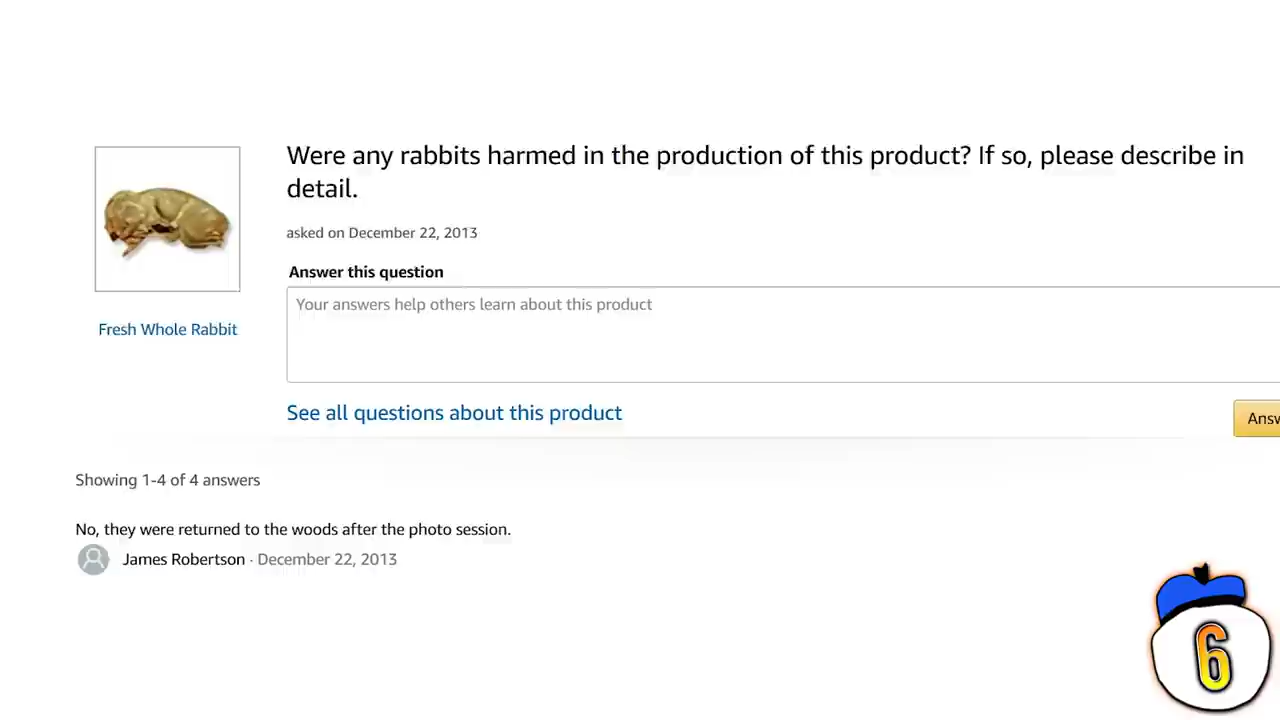 Were any rabbits harmed in the production of this product? If so, please describe in
detail.
asked on December 22, 2013
Answer this question
Your answers help others learn about this product
Fresh Whole Rabbit
See all questions about this product
Answ
Showing 1-4 of 4 answers
No, they were returned to the woods after the photo session.
James Robertson · December 22, 2013
6